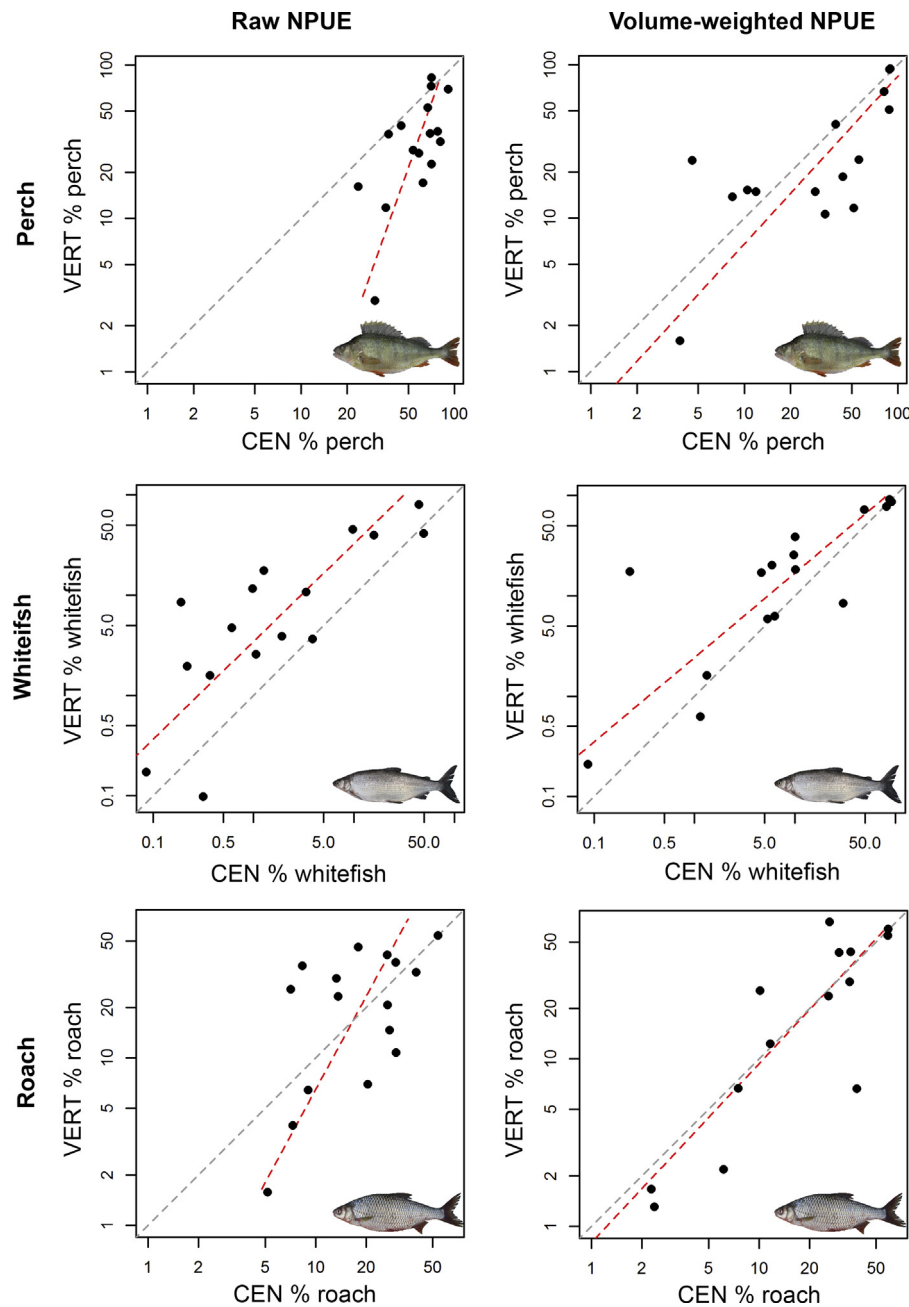 Raw NPUE
Volume-weighted NPUE
Perch
VERT % perch
100
50
20
10
5
2
1
1 2 5 10 20 50 100
CEN % perch
VERT % perch
100
50
20
10
5
2
1
1 2 5 10 20 50 100
CEN % perch
Whiteifsh
VERT % whitefish
50.0
5.0
0.5
0.1
0.1 0.5 5.0 50.0
CEN % whitefish
VERT % whitefish
50.0
5.0
0.5
0.1
0.1 0.5 5.0 50.0
CEN % whitefish
Roach
VERT % roach
50
20
10
5
2
1
1 2 5 10 20 50
CEN % roach
VERT % roach
50
20
10
5
2
1
1 2 5 10 20 50
CEN % roach